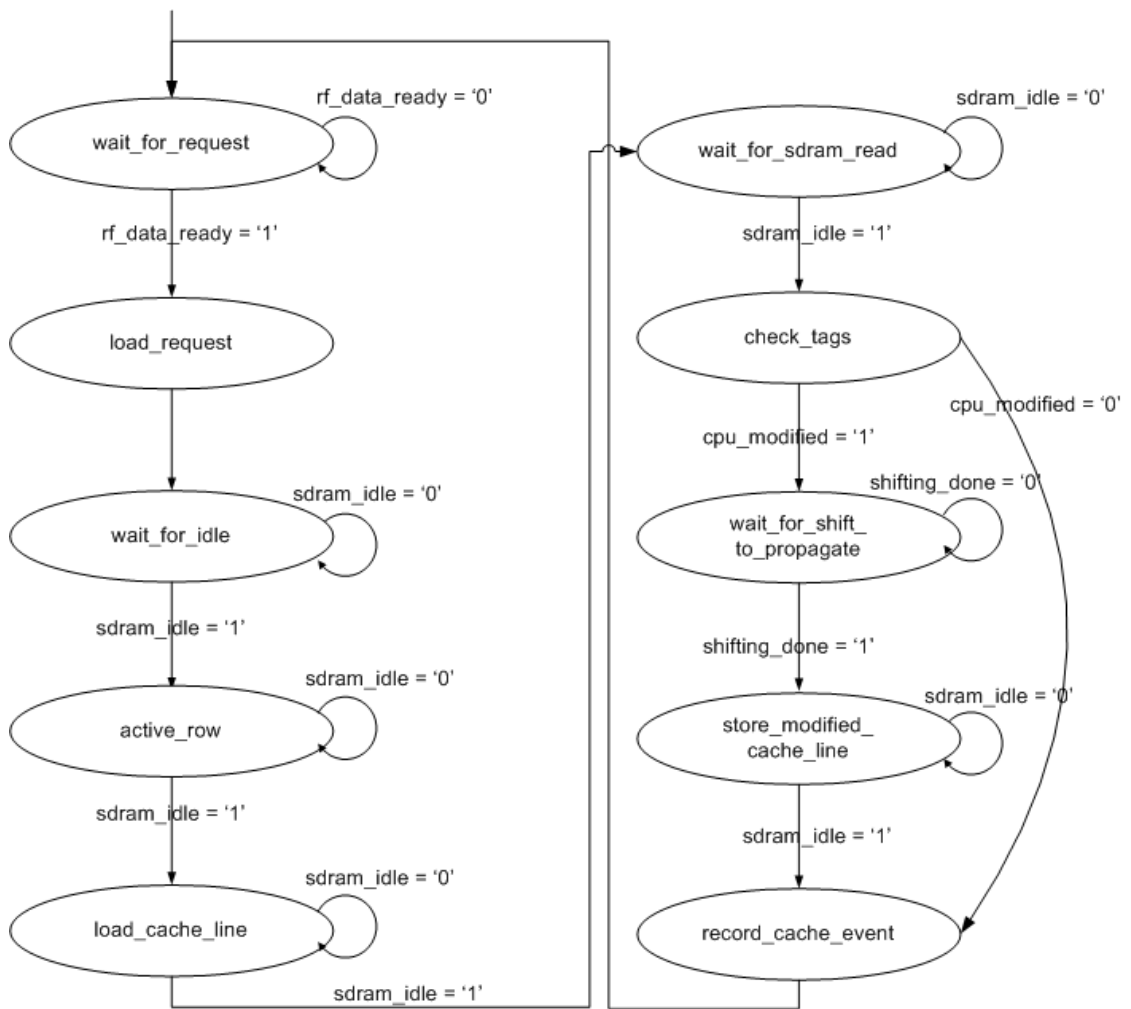 rf_data_ready = ‘0’
wait_for_request
rf_data_ready = ‘1’
load_request
sdram_idle = ‘0’
wait_for_idle
sdram_idle = ‘1’
sdram_idle = ‘0’
active_row
sdram_idle = ‘1’
sdram_idle = ‘0’
load_cache_line
sdram_idle = ‘1’
sdram_idle = ‘0’
wait_for_sdram_read
sdram_idle = ‘1’
check_tags
cpu_modified = ‘0’
cpu_modified = ‘1’
shifting_done = ‘0’
wait_for_shift_
to_propagate
shifting_done = ‘1’
sdram_idle = ‘0’
store_modified_
cache_line
sdram_idle = ‘1’
record_cache_event